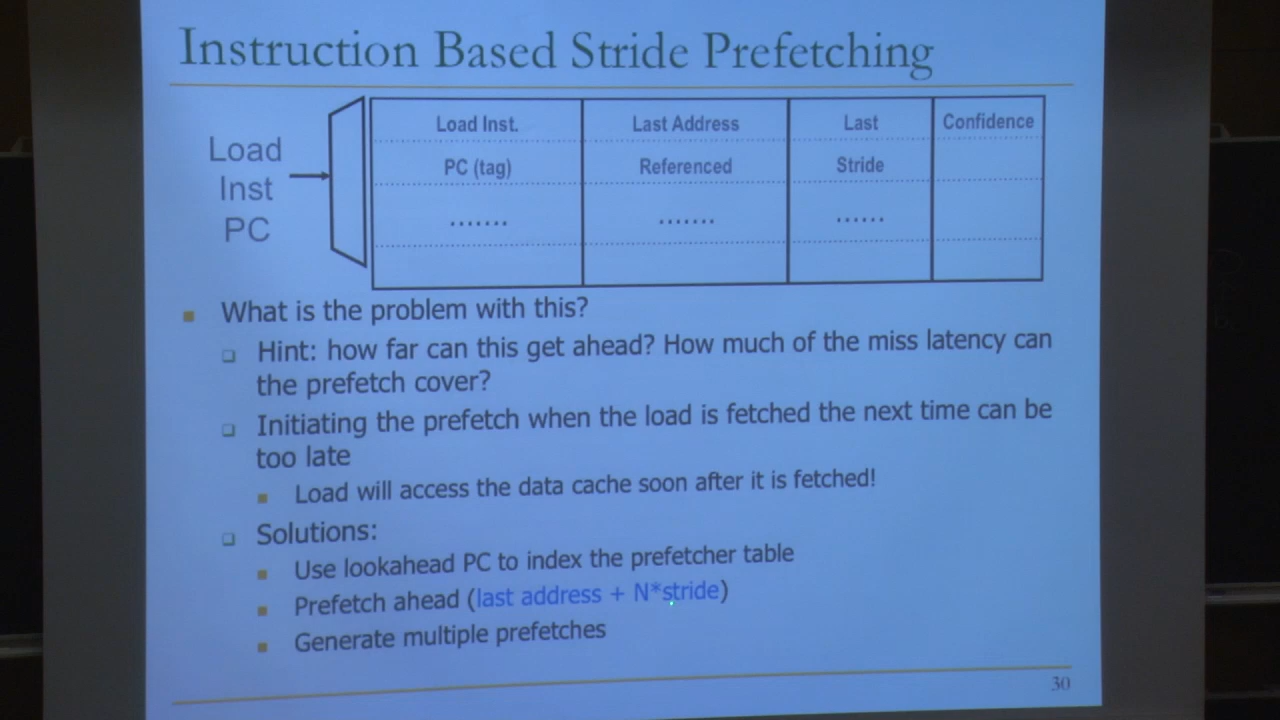 Instruction Based Stride Prefetching
Load Inst. Last Address Last Confidence
Load
Inst
PC
PC (tag) Referenced Stride
....... ....... ......
■ What is the problem with this?
❑ Hint: how far can this get ahead? How much of the miss latency can
the prefetch cover?
❑ Initiating the prefetch when the load is fetched the next time can be
too late
■ Load will access the data cache soon after it is fetched!
❑ Solutions:
■ Use lookahead PC to index the prefetcher table
■ Prefetch ahead (last address + N*stride)
■ Generate multiple prefetches
30